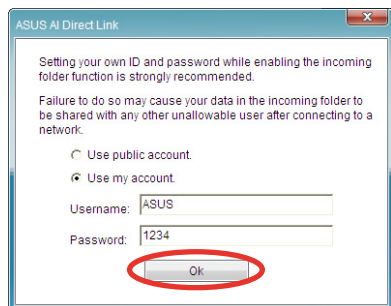 ASUS AI Direct Link
Setting your own ID and password while enabling the incoming
folder function is strongly recommended.
Failure to do so may cause your data in the incoming folder to
be shared with any other unallowable user after connecting to a
network.
Use public account.
Use my account.
Username: ASUS
Password: 1234
Ok